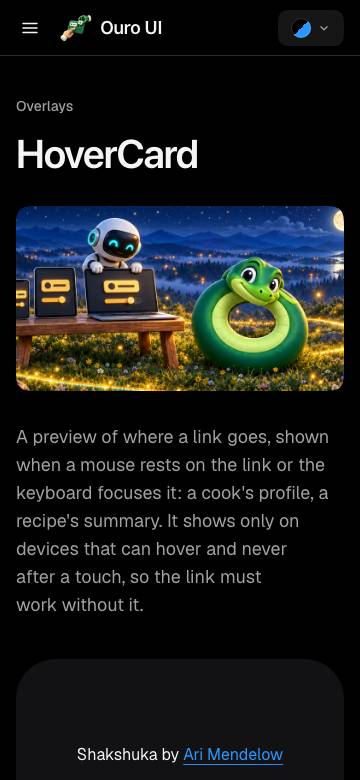 Ouro UI
Overlays
HoverCard
A preview of where a link goes, shown
when a mouse rests on the link or the
keyboard focuses it: a cook's profile, a
recipe's summary. It shows only on
devices that can hover and never
after a touch, so the link must
work without it.
Shakshuka by Ari Mendelow